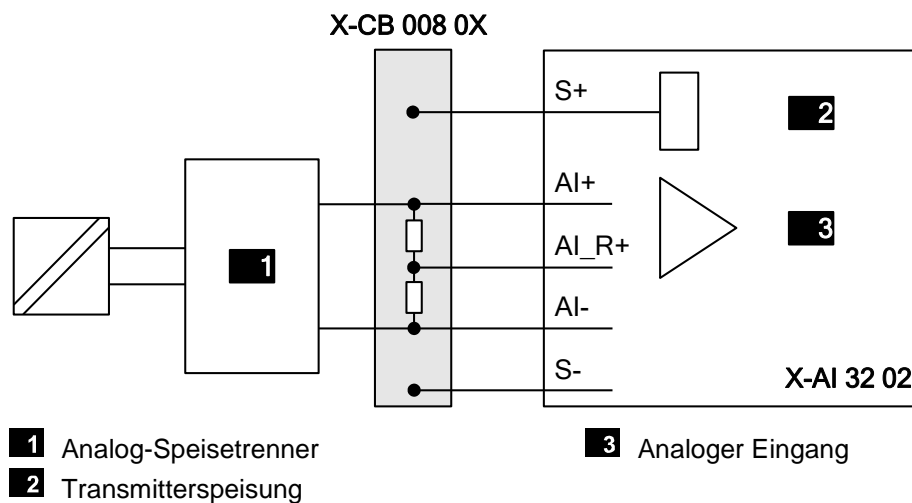 X-CB 008 0X
S+
2
AI+
3
AI_R+
1
AI-
S-
X-AI 32 02
1 Analog-Speisetrenner
3 Analoger Eingang
2 Transmitterspeisung